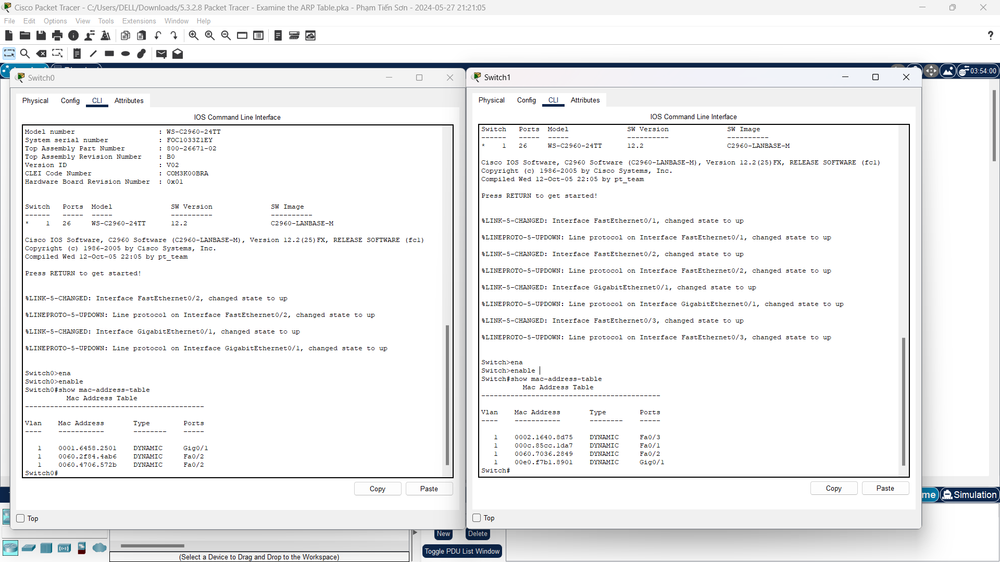 Cisco Packet Tracer - C:/Users/DELL/Downloads/5.3.2.8 Packet Tracer - Examine the ARP Table.pka - Phạm Tiến Sơn - 2024-05-27 21:21:05
File Edit Options View Tools Extensions Window Help
03:54:00
Switch0
Physical Config CLI Attributes
IOS Command Line Interface
Model number : WS-C2960-24TT
System serial number : FOC1033Z1EY
Top Assembly Part Number : 800-26671-02
Top Assembly Revision Number : B0
Version ID : V02
CLEI Code Number : COM3K00BRA
Hardware Board Revision Number : 0x01
Switch Ports Model SW Version SW Image
------ ----- ----- ---------- ----------
* 1 26 WS-C2960-24TT 12.2 C2960-LANBASE-M
Cisco IOS Software, C2960 Software (C2960-LANBASE-M), Version 12.2(25)FX, RELEASE SOFTWARE (fc1)
Copyright (c) 1986-2005 by Cisco Systems, Inc.
Compiled Wed 12-Oct-05 22:05 by pt_team
Press RETURN to get started!
%LINK-5-CHANGED: Interface FastEthernet0/2, changed state to up
%LINEPROTO-5-UPDOWN: Line protocol on Interface FastEthernet0/2, changed state to up
%LINK-5-CHANGED: Interface GigabitEthernet0/1, changed state to up
%LINEPROTO-5-UPDOWN: Line protocol on Interface GigabitEthernet0/1, changed state to up
Switch0>ena
Switch0>enable
Switch0#show mac-address-table
Mac Address Table
-------------------------------------------
Vlan Mac Address Type Ports
---- ----------- -------- -----
1 0001.6458.2501 DYNAMIC Gig0/1
1 0060.2f84.4ab6 DYNAMIC Fa0/2
1 0060.4706.572b DYNAMIC Fa0/2
Switch0#
Copy Paste
Top
Switch1
Physical Config CLI Attributes
IOS Command Line Interface
Switch Ports Model SW Version SW Image
------ ----- ----- ---------- ----------
* 1 26 WS-C2960-24TT 12.2 C2960-LANBASE-M
Cisco IOS Software, C2960 Software (C2960-LANBASE-M), Version 12.2(25)FX, RELEASE SOFTWARE (fc1)
Copyright (c) 1986-2005 by Cisco Systems, Inc.
Compiled Wed 12-Oct-05 22:05 by pt_team
Press RETURN to get started!
%LINK-5-CHANGED: Interface FastEthernet0/1, changed state to up
%LINEPROTO-5-UPDOWN: Line protocol on Interface FastEthernet0/1, changed state to up
%LINK-5-CHANGED: Interface FastEthernet0/2, changed state to up
%LINEPROTO-5-UPDOWN: Line protocol on Interface FastEthernet0/2, changed state to up
%LINK-5-CHANGED: Interface GigabitEthernet0/1, changed state to up
%LINEPROTO-5-UPDOWN: Line protocol on Interface GigabitEthernet0/1, changed state to up
%LINK-5-CHANGED: Interface FastEthernet0/3, changed state to up
%LINEPROTO-5-UPDOWN: Line protocol on Interface FastEthernet0/3, changed state to up
Switch>ena
Switch>enable
Switch#show mac-address-table
Mac Address Table
-------------------------------------------
Vlan Mac Address Type Ports
---- ----------- -------- -----
1 0002.1640.8d75 DYNAMIC Fa0/3
1 000c.85cc.1da7 DYNAMIC Fa0/1
1 0060.7036.2849 DYNAMIC Fa0/2
1 00e0.f7b1.8901 DYNAMIC Gig0/1
Switch#
Copy Paste
Top
me Simulation
New Delete
Toggle PDU List Window
(Select a Device to Drag and Drop to the Workspace)